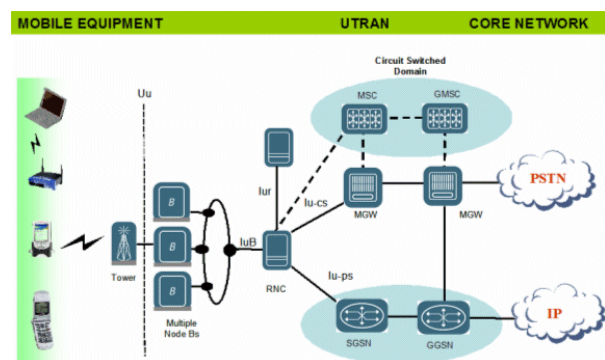 MOBILE EQUIPMENT UTRAN CORE NETWORK
Circuit Switched
Domain
Uu
MSC
GMSC
Iur
Iu-cs
PSTN
MGW
MGW
B
B
B
IuB
Tower
RNC
Iu-ps
Multiple
Node Bs
IP
SGSN
GGSN